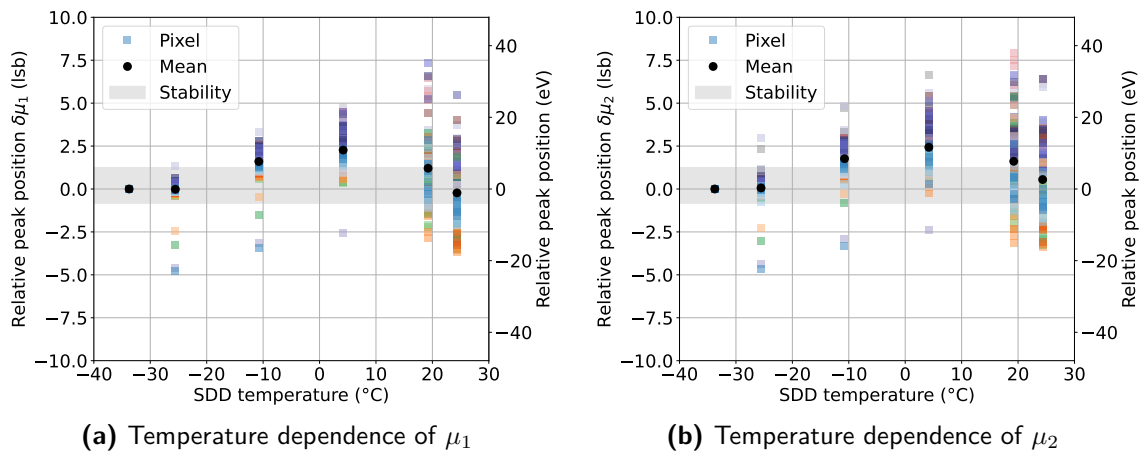 10.0
7.5
5.0
2.5
0.0
−2.5
−5.0
−7.5
−10.0
Relative peak position δμ1 (lsb)
Pixel
Mean
Stability
40
20
0
−20
−40
Relative peak position (eV)
−40 −30 −20 −10 0 10 20 30
SDD temperature (°C)
(a) Temperature dependence of μ1
10.0
7.5
5.0
2.5
0.0
−2.5
−5.0
−7.5
−10.0
Relative peak position δμ2 (lsb)
Pixel
Mean
Stability
40
20
0
−20
−40
Relative peak position (eV)
−40 −30 −20 −10 0 10 20 30
SDD temperature (°C)
(b) Temperature dependence of μ2